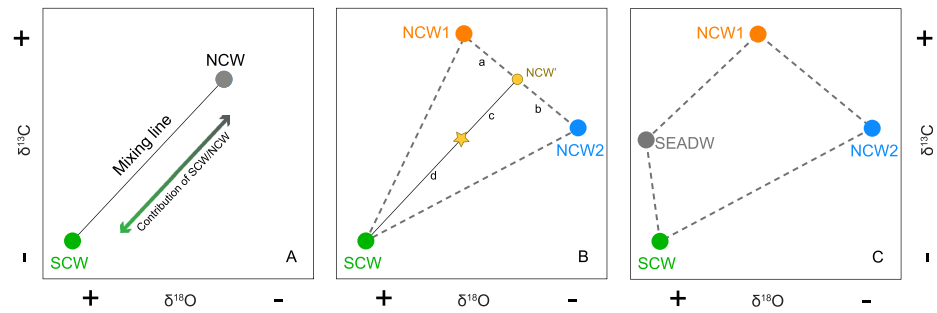 +
δ¹³C
-
NCW
Mixing line
Contribution of SCW/NCW
SCW
A
+ δ¹⁸O -
NCW1
a
NCW'
c
b
NCW2
d
SCW
B
+ δ¹⁸O -
NCW1
SEADW
NCW2
SCW
C
+ δ¹⁸O -
+
δ¹³C
-